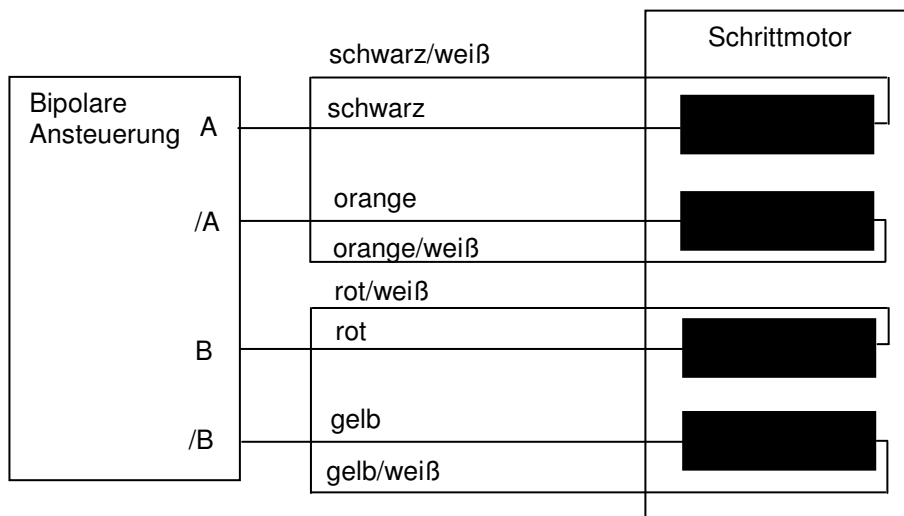 Schrittmotor
schwarz/weiß
Bipolare
Ansteuerung
A
schwarz
/A
orange
orange/weiß
rot/weiß
B
rot
/B
gelb
gelb/weiß